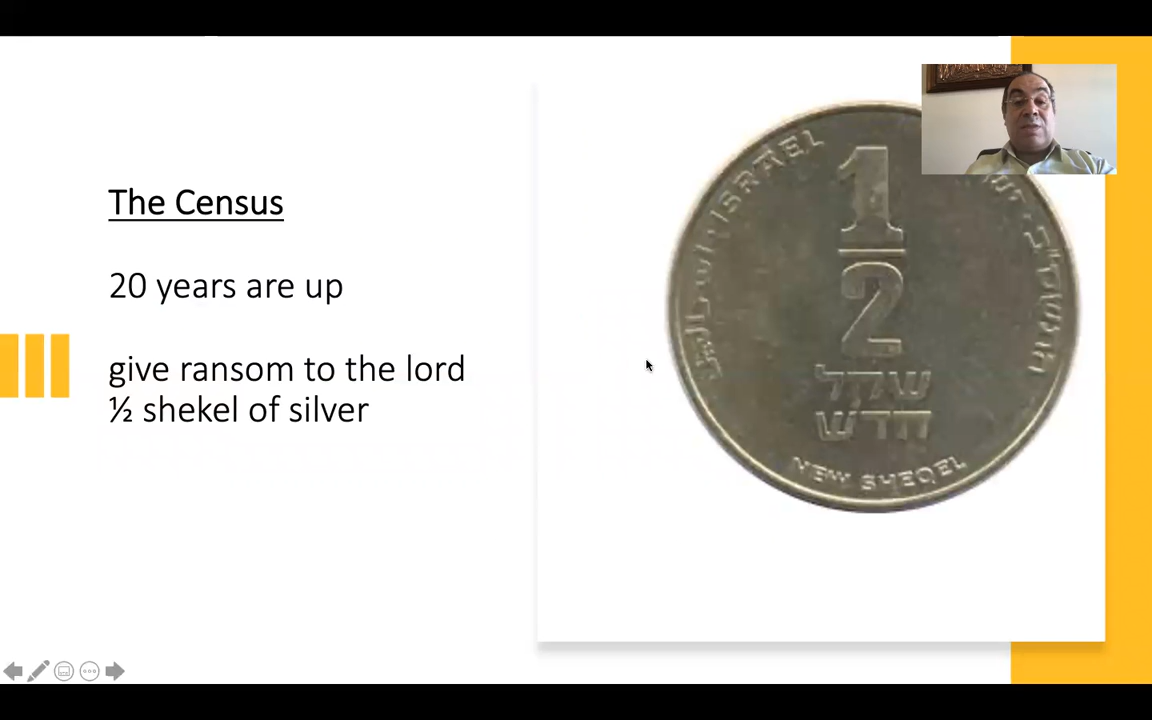 The Census
20 years are up
give ransom to the lord
½ shekel of silver
ISRAEL
1
2
שקל
חדש
NEW SHEQEL